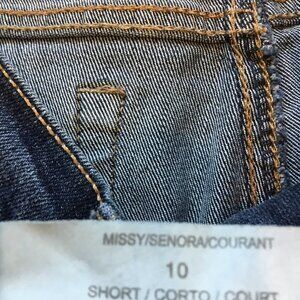 MISSY/SENORA/COURANT
10
SHORT / CORTO / COURT